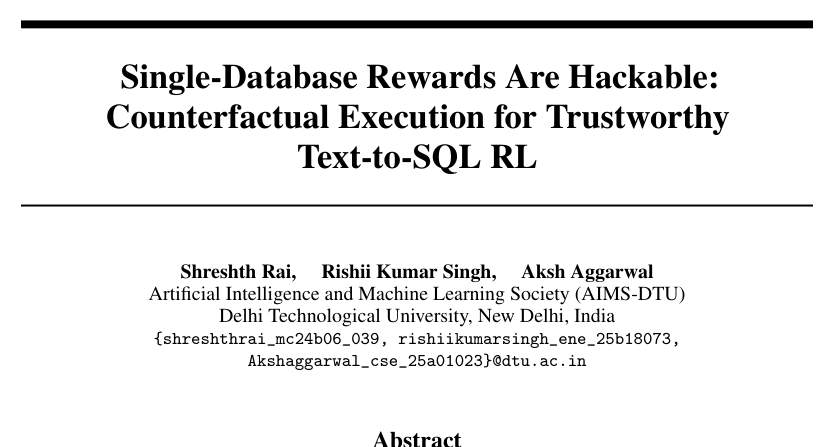 Single-Database Rewards Are Hackable:
Counterfactual Execution for Trustworthy
Text-to-SQL RL
Shreshth Rai, Rishii Kumar Singh, Aksh Aggarwal
Artificial Intelligence and Machine Learning Society (AIMS-DTU)
Delhi Technological University, New Delhi, India
{shreshthrai_mc24b06_039, rishiikumarsingh_ene_25b18073,
Akshaggarwal_cse_25a01023}@dtu.ac.in
Abstract